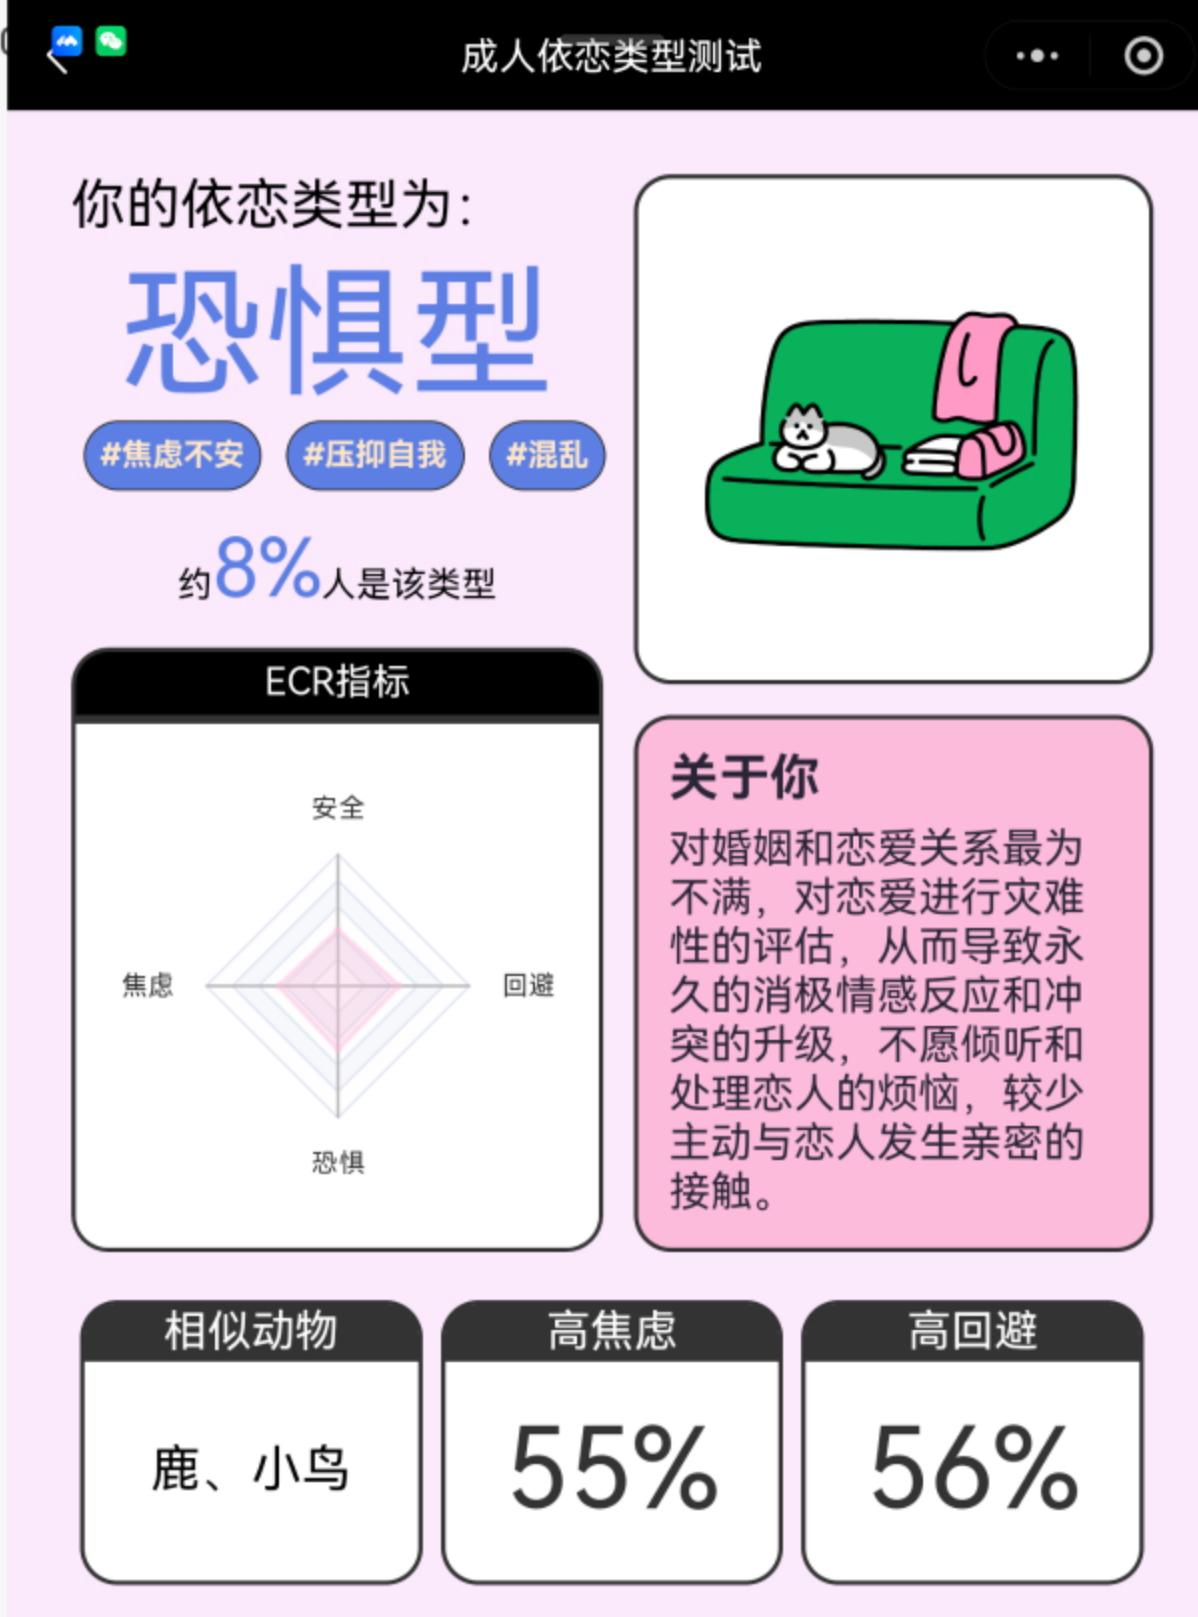 成人依恋类型测试
你的依恋类型为：
恐惧型
#焦虑不安
#压抑自我
#混乱
约8%人是该类型
ECR指标
安全
焦虑
回避
恐惧
关于你
对婚姻和恋爱关系最为
不满，对恋爱进行灾难
性的评估，从而导致永
久的消极情感反应和冲
突的升级，不愿倾听和
处理恋人的烦恼，较少
主动与恋人发生亲密的
接触。
相似动物
鹿、小鸟
高焦虑
55%
高回避
56%